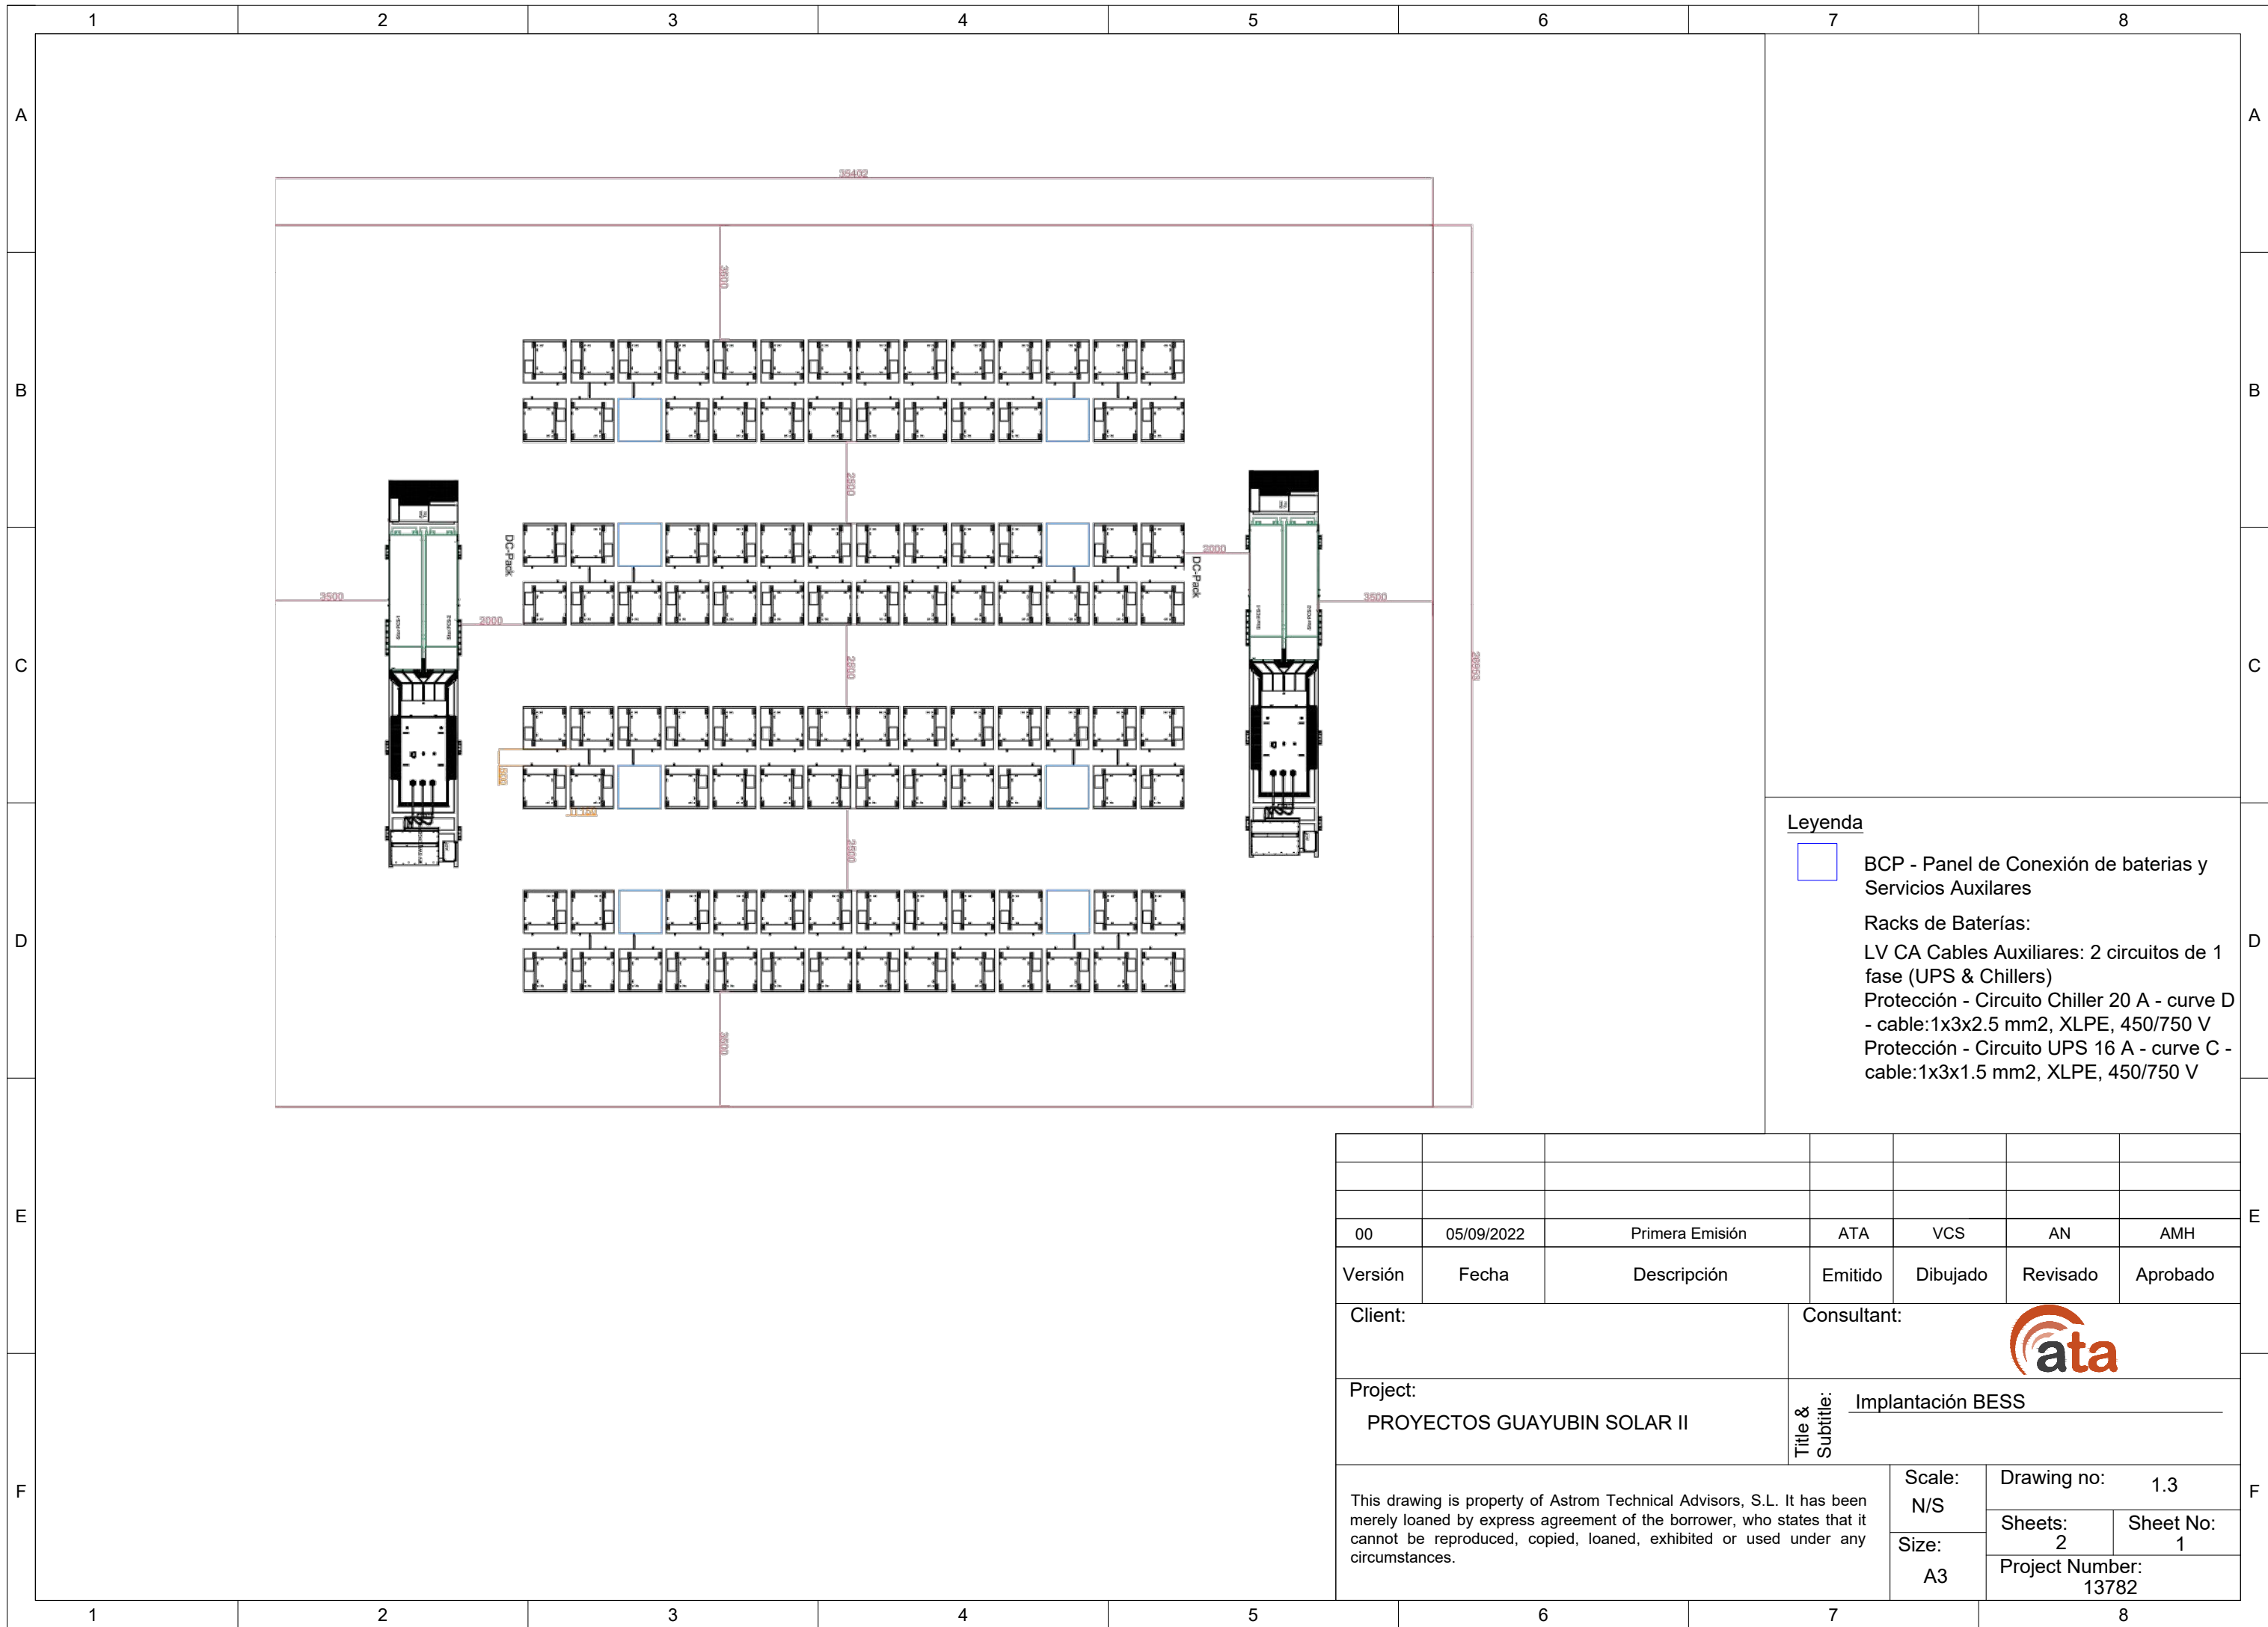 1 2 3 4 5 6 7 8
A A
35402
3500
B B
2500
DC-Pack
2000
DC-Pack
3500
3500
2000
C C
2500
Leyenda
BCP - Panel de Conexión de baterias y
Servicios Auxilares
2500
Racks de Baterías:
D D
LV CA Cables Auxiliares: 2 circuitos de 1
fase (UPS & Chillers)
Protección - Circuito Chiller 20 A - curve D
- cable:1x3x2.5 mm2, XLPE, 450/750 V
3500
Protección - Circuito UPS 16 A - curve C -
cable:1x3x1.5 mm2, XLPE, 450/750 V
E E
00 05/09/2022 Primera Emisión ATA VCS AN AMH
Versión Fecha Descripción Emitido Dibujado Revisado Aprobado
Client:
Consultant:
ata
Project:
PROYECTOS GUAYUBIN SOLAR II
Title &
Subtitle:
Implantación BESS
F F
This drawing is property of Astrom Technical Advisors, S.L. It has been
merely loaned by express agreement of the borrower, who states that it
cannot be reproduced, copied, loaned, exhibited or used under any
circumstances.
Scale:
N/S
Drawing no: 1.3
Sheets:
2
Sheet No:
1
Size:
A3
Project Number:
13782
1 2 3 4 5 6 7 8